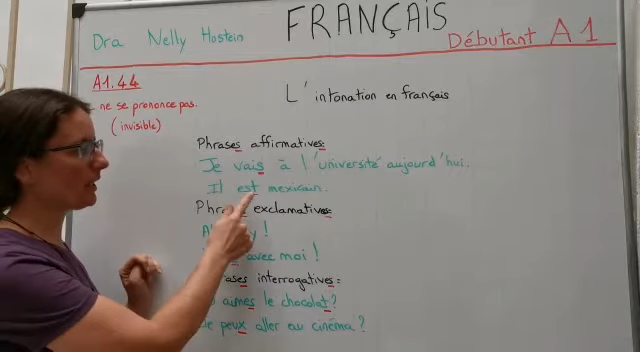 FRANÇAIS
Dra Nelly Hostein
Débutant A1
A1.44
ne se prononce pas.
(invisible)
L'intonation en français
Phrases affirmatives:
Je vais à l'université aujourd'hui.
Il est mexicain.
exclamatives:
!
avec moi !
interrogatives:
aimes le chocolat?
peux aller au cinéma ?